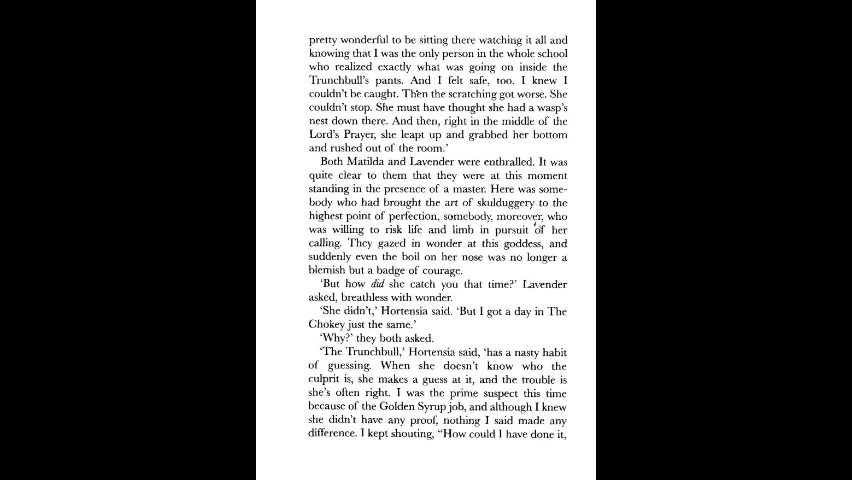 pretty wonderful to be sitting there watching it all and
knowing that I was the only person in the whole school
who realized exactly what was going on inside the
Trunchbull's pants. And I felt safe, too. I knew I
couldn't be caught. Then the scratching got worse. She
couldn't stop. She must have thought she had a wasp's
nest down there. And then, right in the middle of the
Lord's Prayer, she leapt up and grabbed her bottom
and rushed out of the room.'
Both Matilda and Lavender were enthralled. It was
quite clear to them that they were at this moment
standing in the presence of a master. Here was some-
body who had brought the art of skulduggery to the
highest point of perfection, somebody, moreover, who
was willing to risk life and limb in pursuit of her
calling. They gazed in wonder at this goddess, and
suddenly even the boil on her nose was no longer a
blemish but a badge of courage.
'But how did she catch you that time?' Lavender
asked, breathless with wonder.
'She didn't,' Hortensia said. 'But I got a day in The
Chokey just the same.'
'Why?' they both asked.
'The Trunchbull,' Hortensia said, 'has a nasty habit
of guessing. When she doesn't know who the
culprit is, she makes a guess at it, and the trouble is
she's often right. I was the prime suspect this time
because of the Golden Syrup job, and although I knew
she didn't have any proof, nothing I said made any
difference. I kept shouting, "How could I have done it,